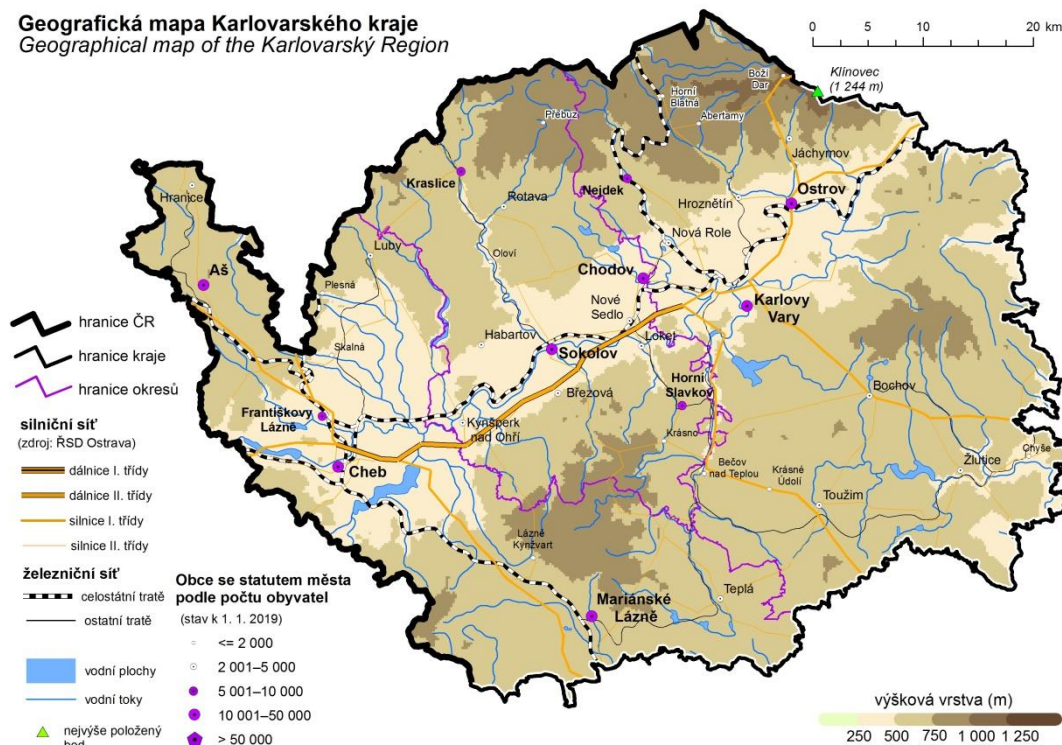 Geografická mapa Karlovarského kraje
Geographical map of the Karlovarský Region
0 10 20 km
Klínovec
(1 244 m)
Boží
Dar
Horní
Blatná
Abertamy
Přebuz
Jáchymov
Kraslice
Nejdek
Ostrov
Hranice
Rotava
Hroznětín
Luby
Oloví
Nová Role
Aš
Chodov
Plesná
Karlovy
Vary
Nové
Sedlo
hranice ČR
Habartov
Skalná
Loket
Sokolov
hranice kraje
Horní
Slavkov
Bochov
hranice okresů
Březová
Františkovy
Lázně
Kynšperk
nad Ohří
Krásno
silniční síť
(zdroj: ŘSD Ostrava)
Chyše
Cheb
Bečov
nad Teplou
Krásné
Údolí
Žlutice
dálnice I. třídy
dálnice II. třídy
Toužim
silnice I. třídy
silnice II. třídy
Lázně
Kynžvart
železniční síť
celostátní tratě
ostatní tratě
Obce se statutem města
podle počtu obyvatel
(stav k 1. 1. 2019)
Teplá
Mariánské
Lázně
<= 2 000
2 001–5 000
5 001–10 000
10 001–50 000
> 50 000
vodní plochy
vodní toky
nejvýše položený
bod
výšková vrstva (m)
250 500 750 1 000 1 250